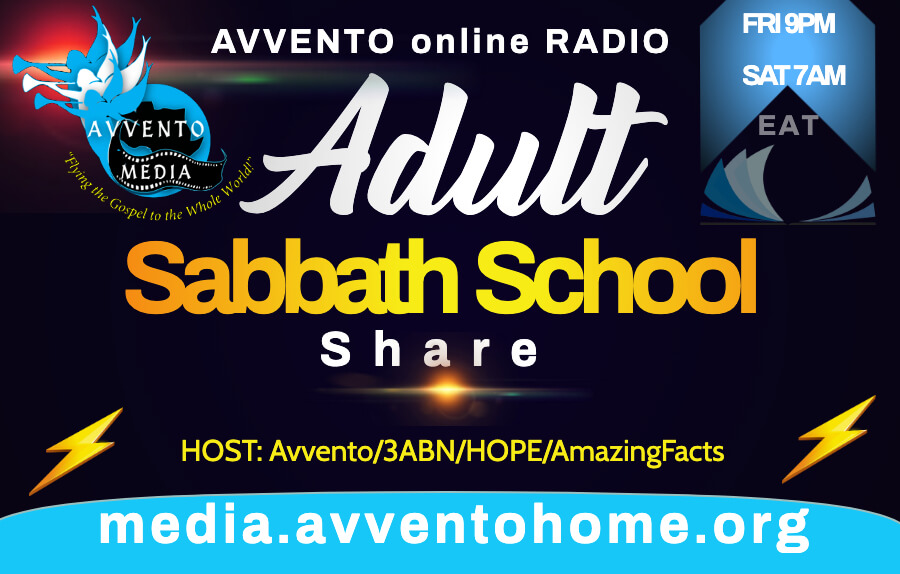 AVVENTO online RADIO
FRI 9PM
SAT 7AM
EAT
AVVENTO
MEDIA
"Flying the Gospel to the Whole World!"
Adult
Sabbath School
Share
HOST: Avvento/3ABN/HOPE/AmazingFacts
media.avventohome.org